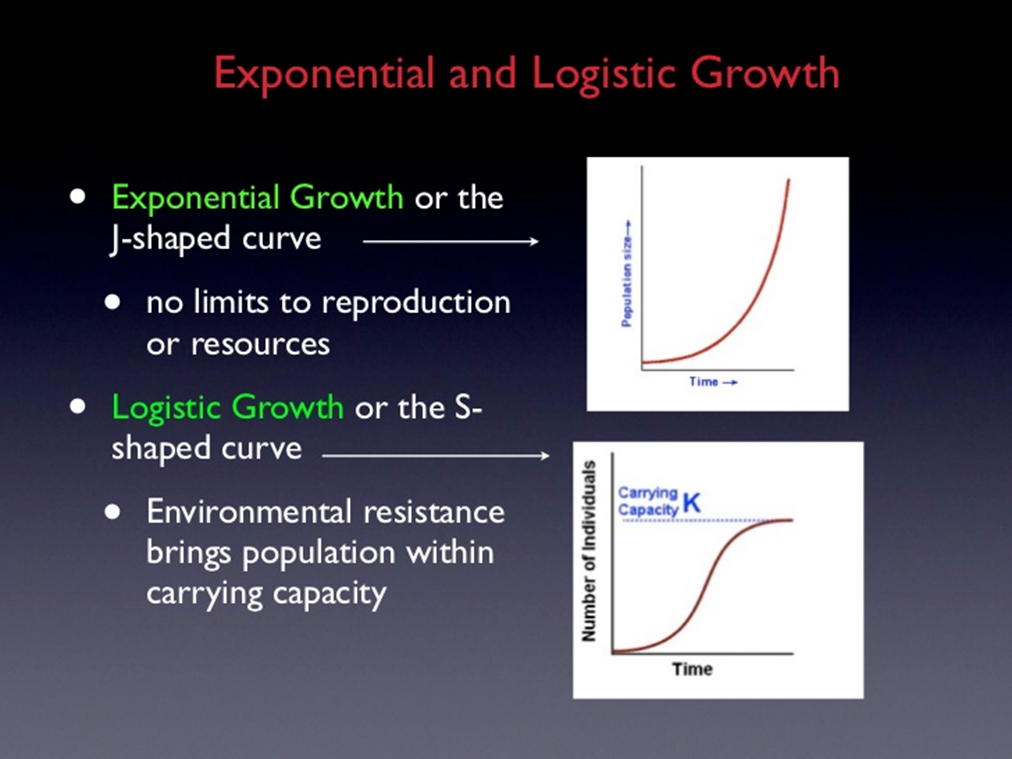 Exponential and Logistic Growth
• Exponential Growth or the
J-shaped curve
• no limits to reproduction
or resources
• Logistic Growth or the S-
shaped curve
• Environmental resistance
brings population within
carrying capacity
Population size→
Time →
Number of Individuals
Carrying
Capacity K
Time